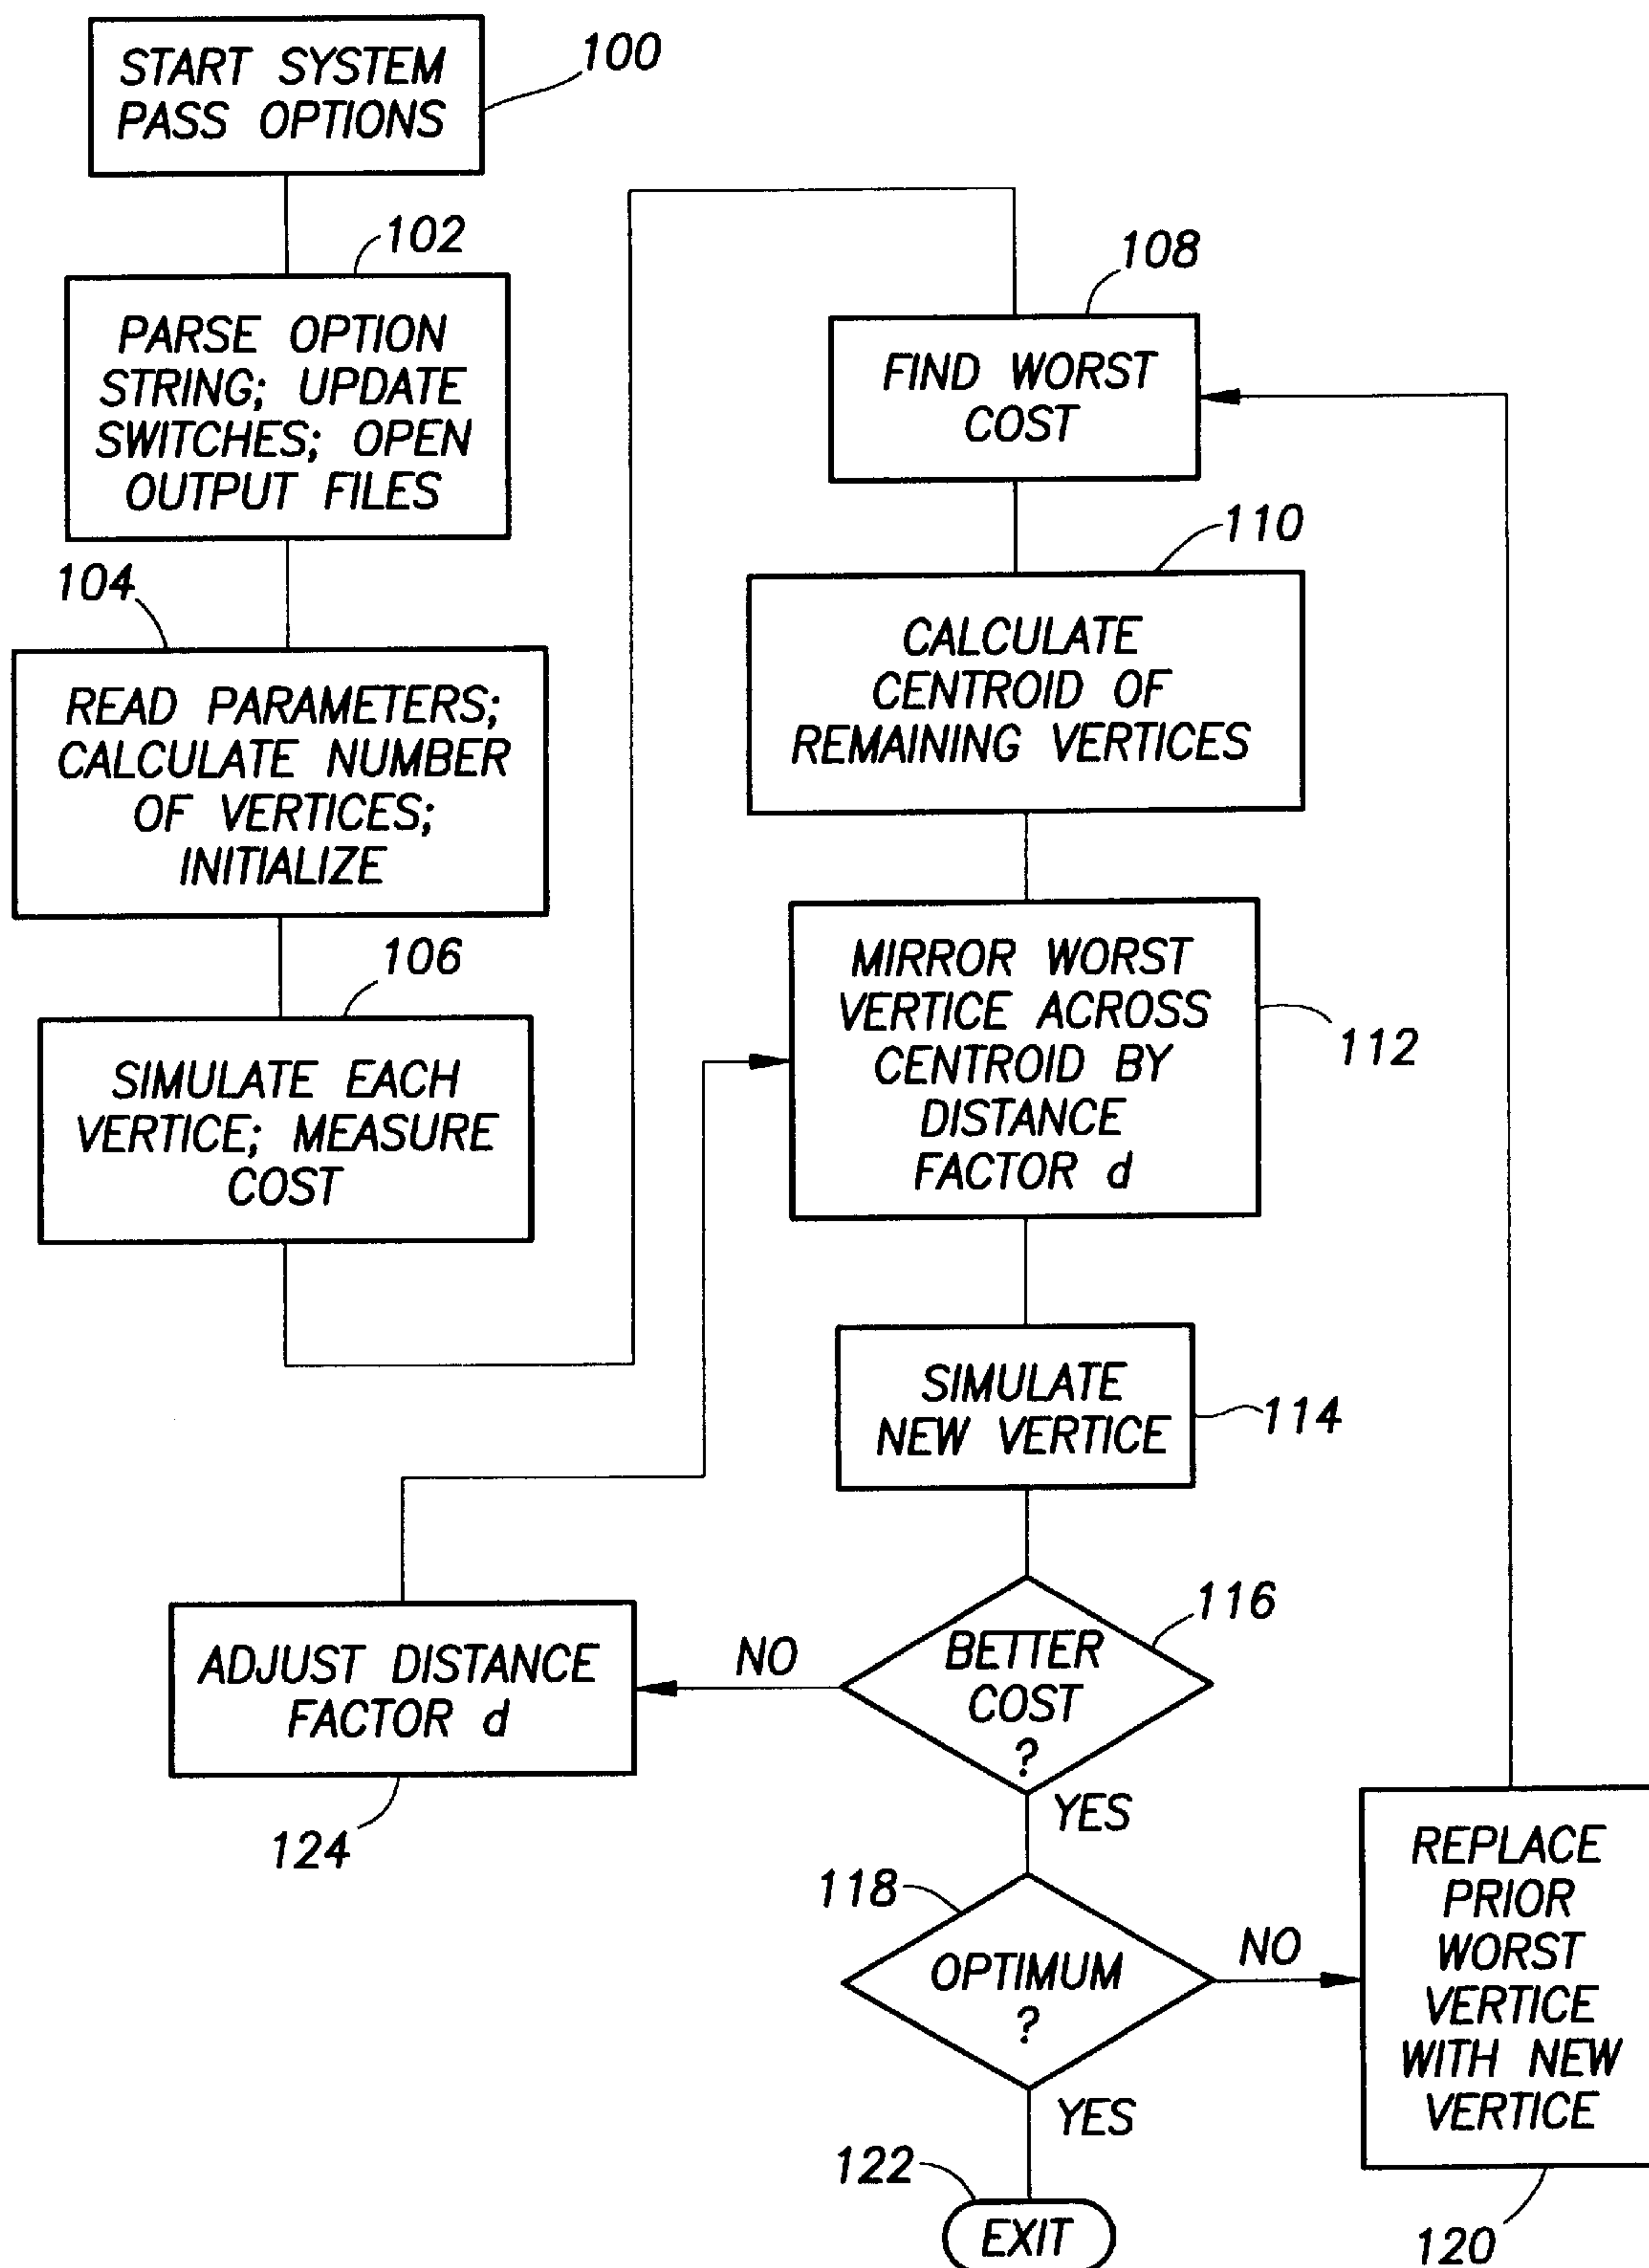 START SYSTEM
PASS OPTIONS
100
102
PARSE OPTION
STRING; UPDATE
SWITCHES; OPEN
OUTPUT FILES
104
READ PARAMETERS;
CALCULATE NUMBER
OF VERTICES;
INITIALIZE
106
SIMULATE EACH
VERTICE; MEASURE
COST
108
FIND WORST
COST
110
CALCULATE
CENTROID OF
REMAINING VERTICES
MIRROR WORST
VERTICE ACROSS
CENTROID BY
DISTANCE
FACTOR d
112
SIMULATE
NEW VERTICE
114
116
BETTER
COST
?
NO
ADJUST DISTANCE
FACTOR d
124
YES
118
OPTIMUM
?
NO
REPLACE
PRIOR
WORST
VERTICE
WITH NEW
VERTICE
120
YES
122
EXIT